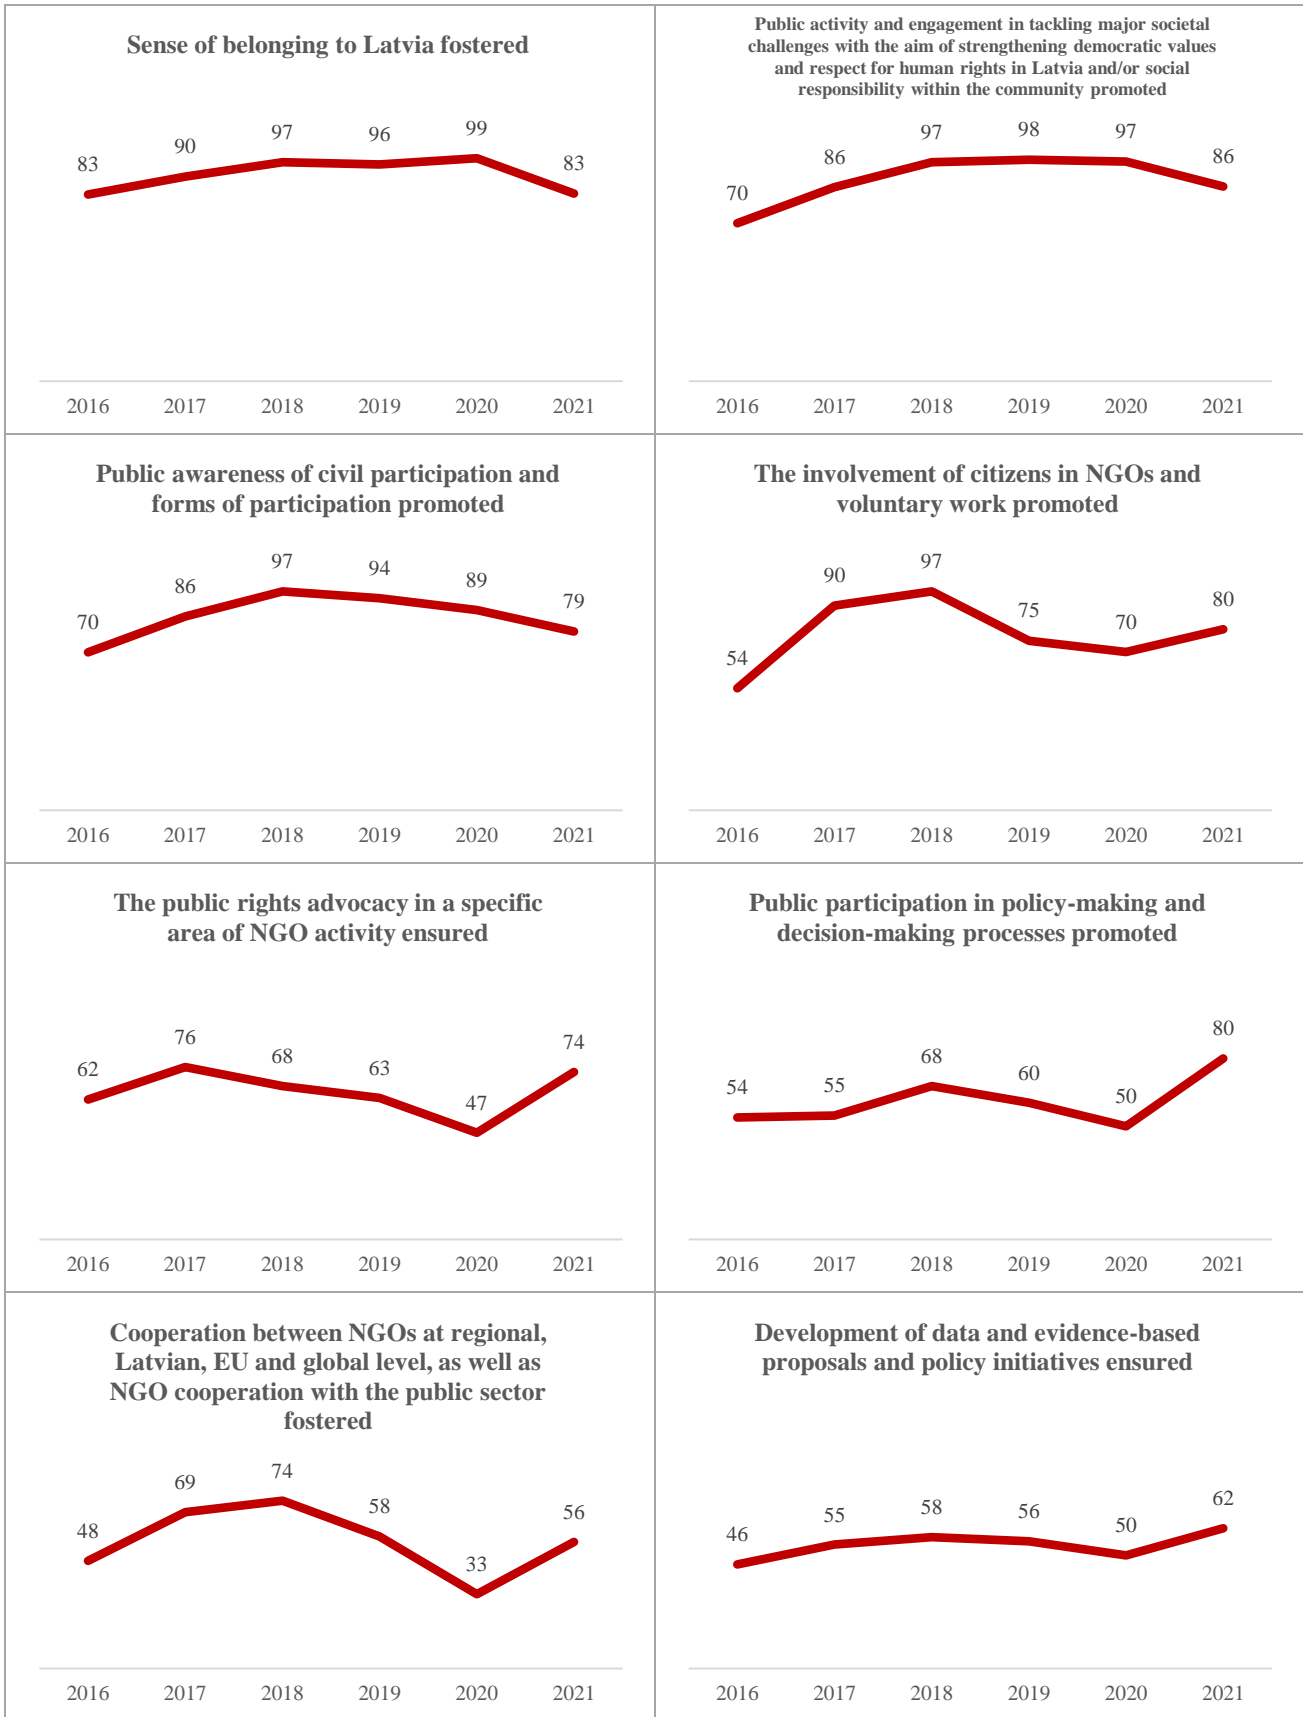 Sense of belonging to Latvia fostered
83
90
97
96
99
83
2016 2017 2018 2019 2020 2021
Public activity and engagement in tackling major societal
challenges with the aim of strengthening democratic values
and respect for human rights in Latvia and/or social
responsibility within the community promoted
70
86
97
98
97
86
2016 2017 2018 2019 2020 2021
Public awareness of civil participation and
forms of participation promoted
70
86
97
94
89
79
2016 2017 2018 2019 2020 2021
The involvement of citizens in NGOs and
voluntary work promoted
54
90
97
75
70
80
2016 2017 2018 2019 2020 2021
The public rights advocacy in a specific
area of NGO activity ensured
62
76
68
63
47
74
2016 2017 2018 2019 2020 2021
Public participation in policy-making and
decision-making processes promoted
54
55
68
60
50
80
2016 2017 2018 2019 2020 2021
Cooperation between NGOs at regional,
Latvian, EU and global level, as well as
NGO cooperation with the public sector
fostered
48
69
74
58
33
56
2016 2017 2018 2019 2020 2021
Development of data and evidence-based
proposals and policy initiatives ensured
46
55
58
56
50
62
2016 2017 2018 2019 2020 2021